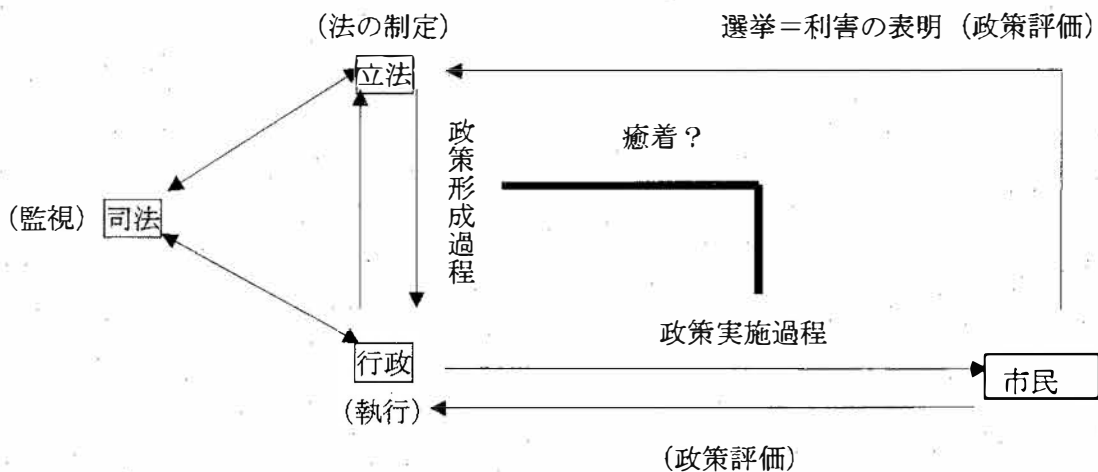 (法の制定)
選挙＝利害の表明 (政策評価)
立法
政策形成過程
癒着？
(監視)
司法
政策実施過程
行政
市民
(執行)
(政策評価)